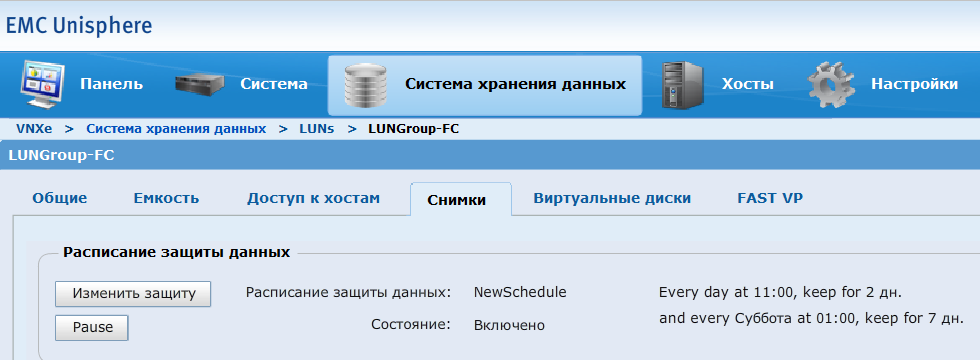 EMC Unisphere
Панель Система Система хранения данных Хосты Настройки
VNXe > Система хранения данных > LUNs > LUNGroup-FC
LUNGroup-FC
Общие Емкость Доступ к хостам Снимки Виртуальные диски FAST VP
Расписание защиты данных
Изменить защиту Расписание защиты данных: NewSchedule Every day at 11:00, keep for 2 дн.
and every Суббота at 01:00, keep for 7 дн.
Pause Состояние: Включено